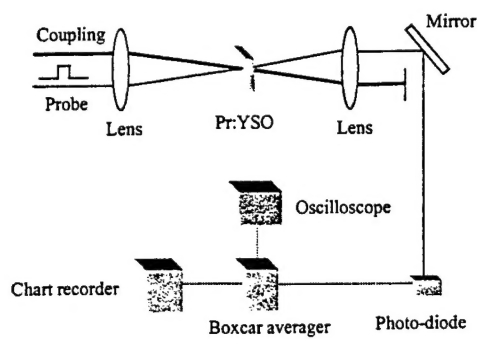 Coupling
Mirror
Probe
Lens
Pr:YSO
Lens
Oscilloscope
Chart recorder
Boxcar averager
Photo-diode